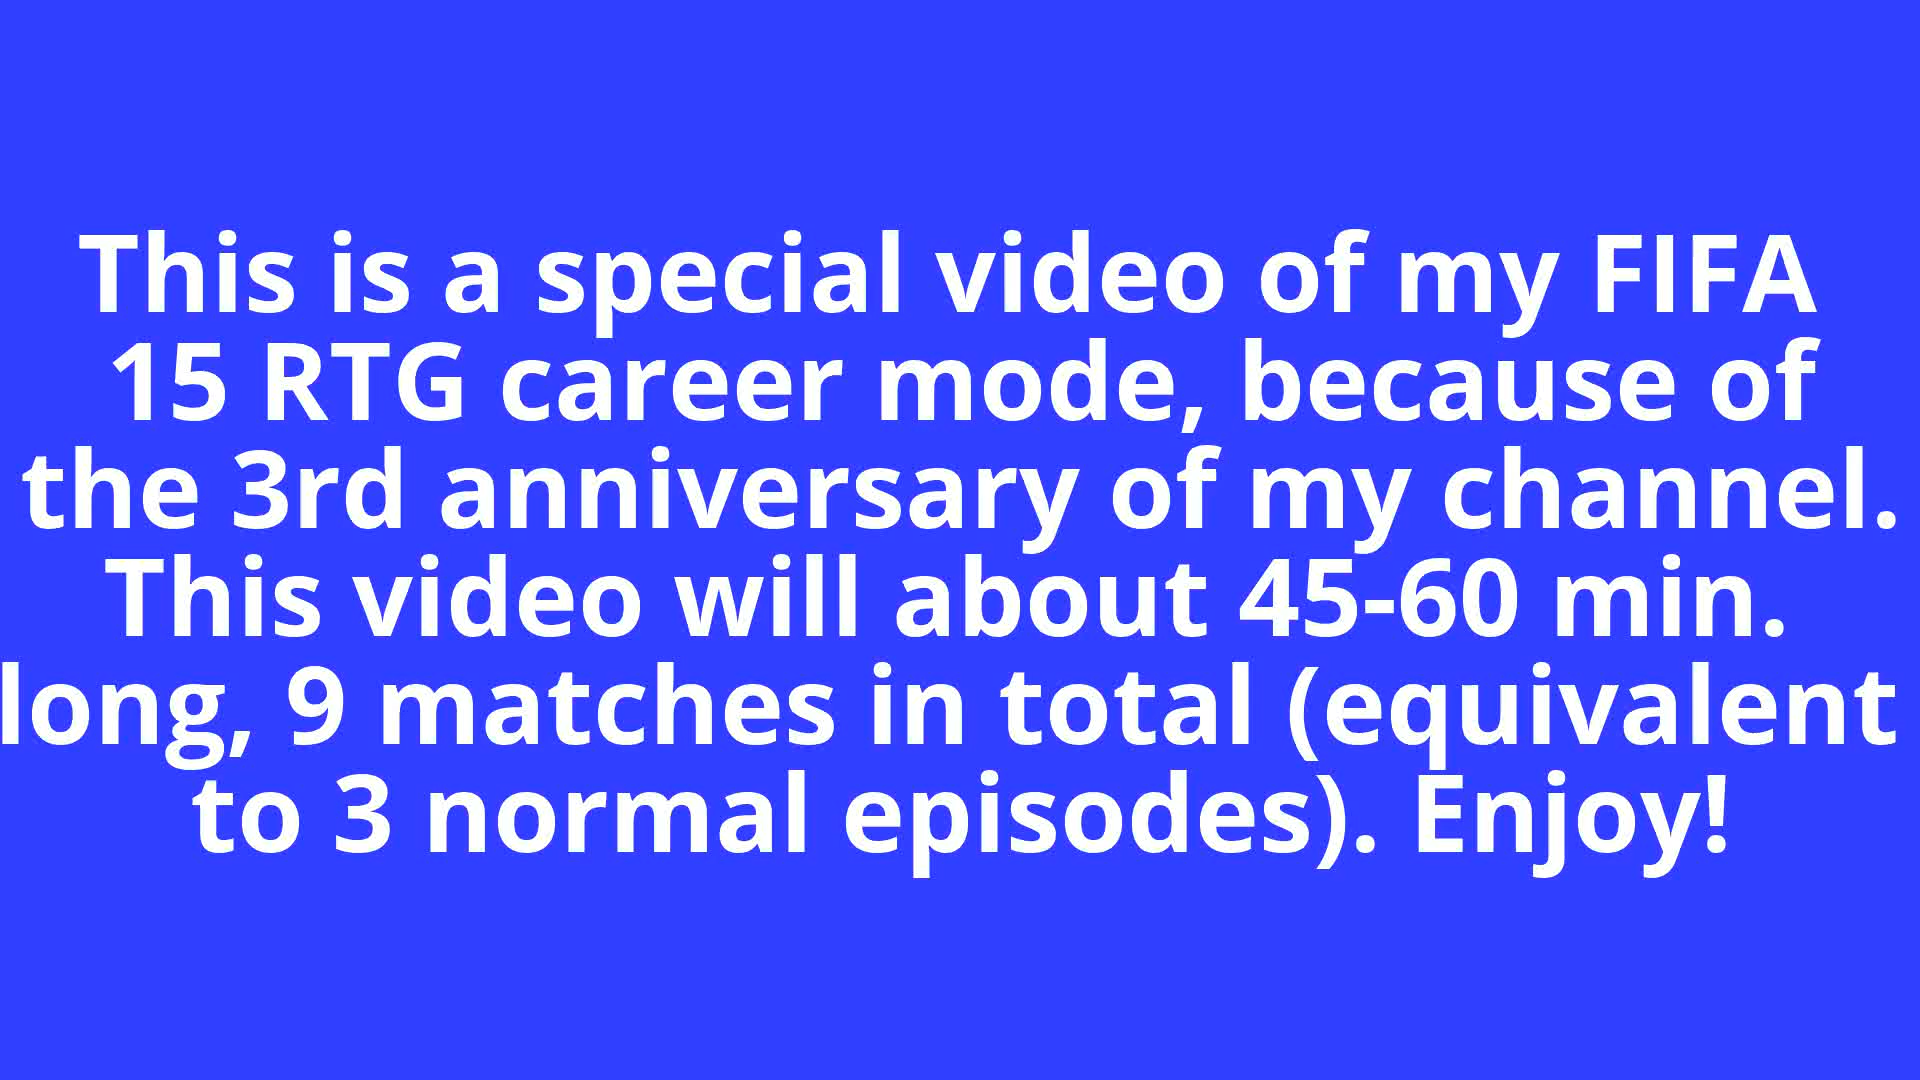 This is a special video of my FIFA
15 RTG career mode, because of
the 3rd anniversary of my channel.
This video will about 45-60 min.
long, 9 matches in total (equivalent
to 3 normal episodes). Enjoy!